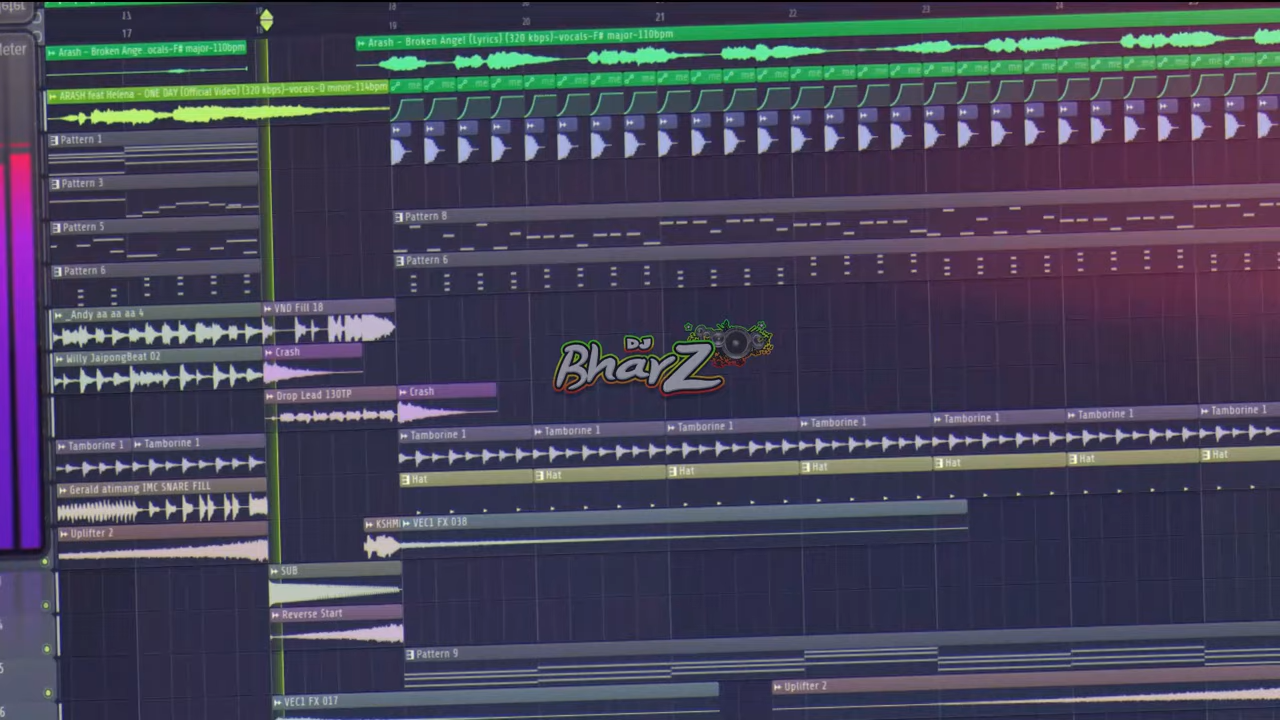 18
17
19
20
21
22
23
24
Arash - Broken Ange .ocals-F# major-110bpm
Arash - Broken Angel (Lyrics) (320 kbps)-vocals-F# major-110bpm
ARASH feat Helena - ONE DAY (Official Video) (320 kbps)-vocals-D minor-114bpm
Pattern 1
Pattern 3
Pattern 5
Pattern 8
Pattern 6
Pattern 6
_Andy aa aa aa 4
VND Fill 18
Willy JaipongBeat 02
Crash
DJ
BharZ
Drop Lead 130TP
Crash
Tamborine 1 Tamborine 1
Tamborine 1 Tamborine 1 Tamborine 1 Tamborine 1 Tamborine 1 Tamborine 1 Tamborine 1
Hat Hat Hat Hat Hat Hat Hat
Gerald atimang IMC SNARE FILL
Uplifter 2
KSHM
VEC1 FX 038
SUB
Reverse Start
Pattern 9
VEC1 FX 017
Uplifter 2